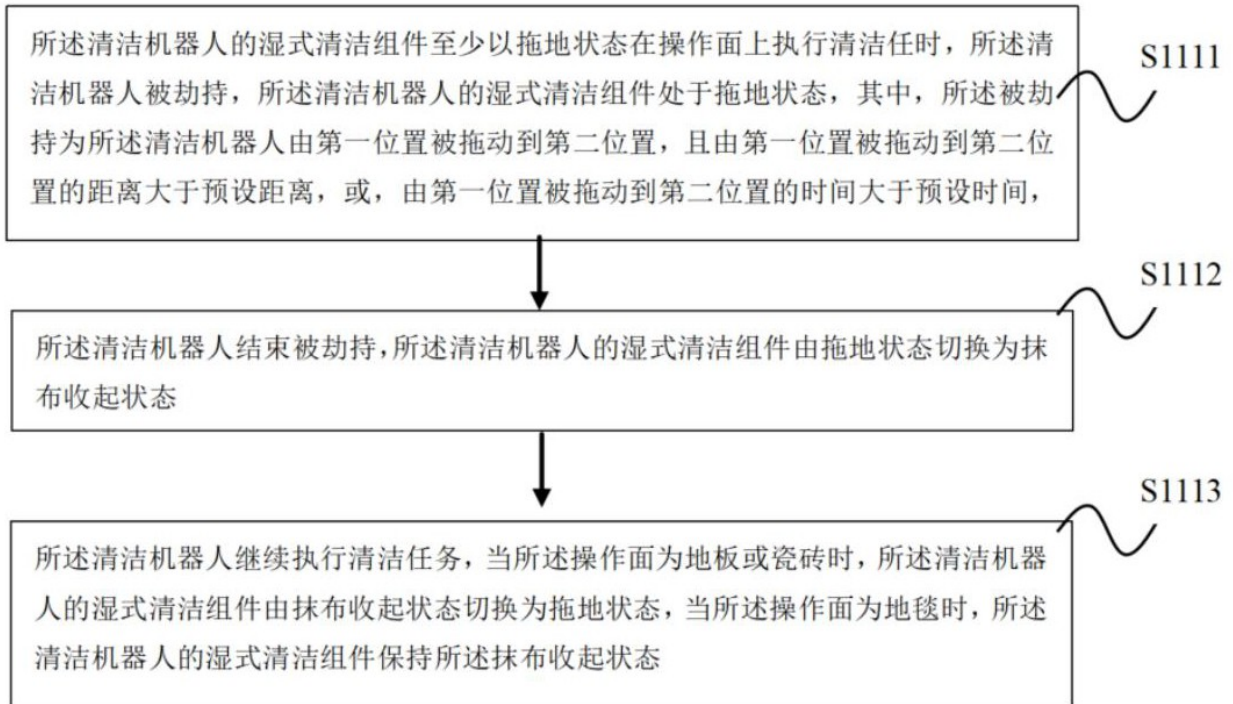 所述清洁机器人的湿式清洁组件至少以拖地状态在操作面上执行清洁任时，所述清
洁机器人被劫持，所述清洁机器人的湿式清洁组件处于拖地状态，其中，所述被劫
持为所述清洁机器人由第一位置被拖动到第二位置，且由第一位置被拖动到第二位
置的距离大于预设距离，或，由第一位置被拖动到第二位置的时间大于预设时间，
S1111
所述清洁机器人结束被劫持，所述清洁机器人的湿式清洁组件由拖地状态切换为抹
布收起状态
S1112
所述清洁机器人继续执行清洁任务，当所述操作面为地板或瓷砖时，所述清洁机器
人的湿式清洁组件由抹布收起状态切换为拖地状态，当所述操作面为地毯时，所述
清洁机器人的湿式清洁组件保持所述抹布收起状态
S1113